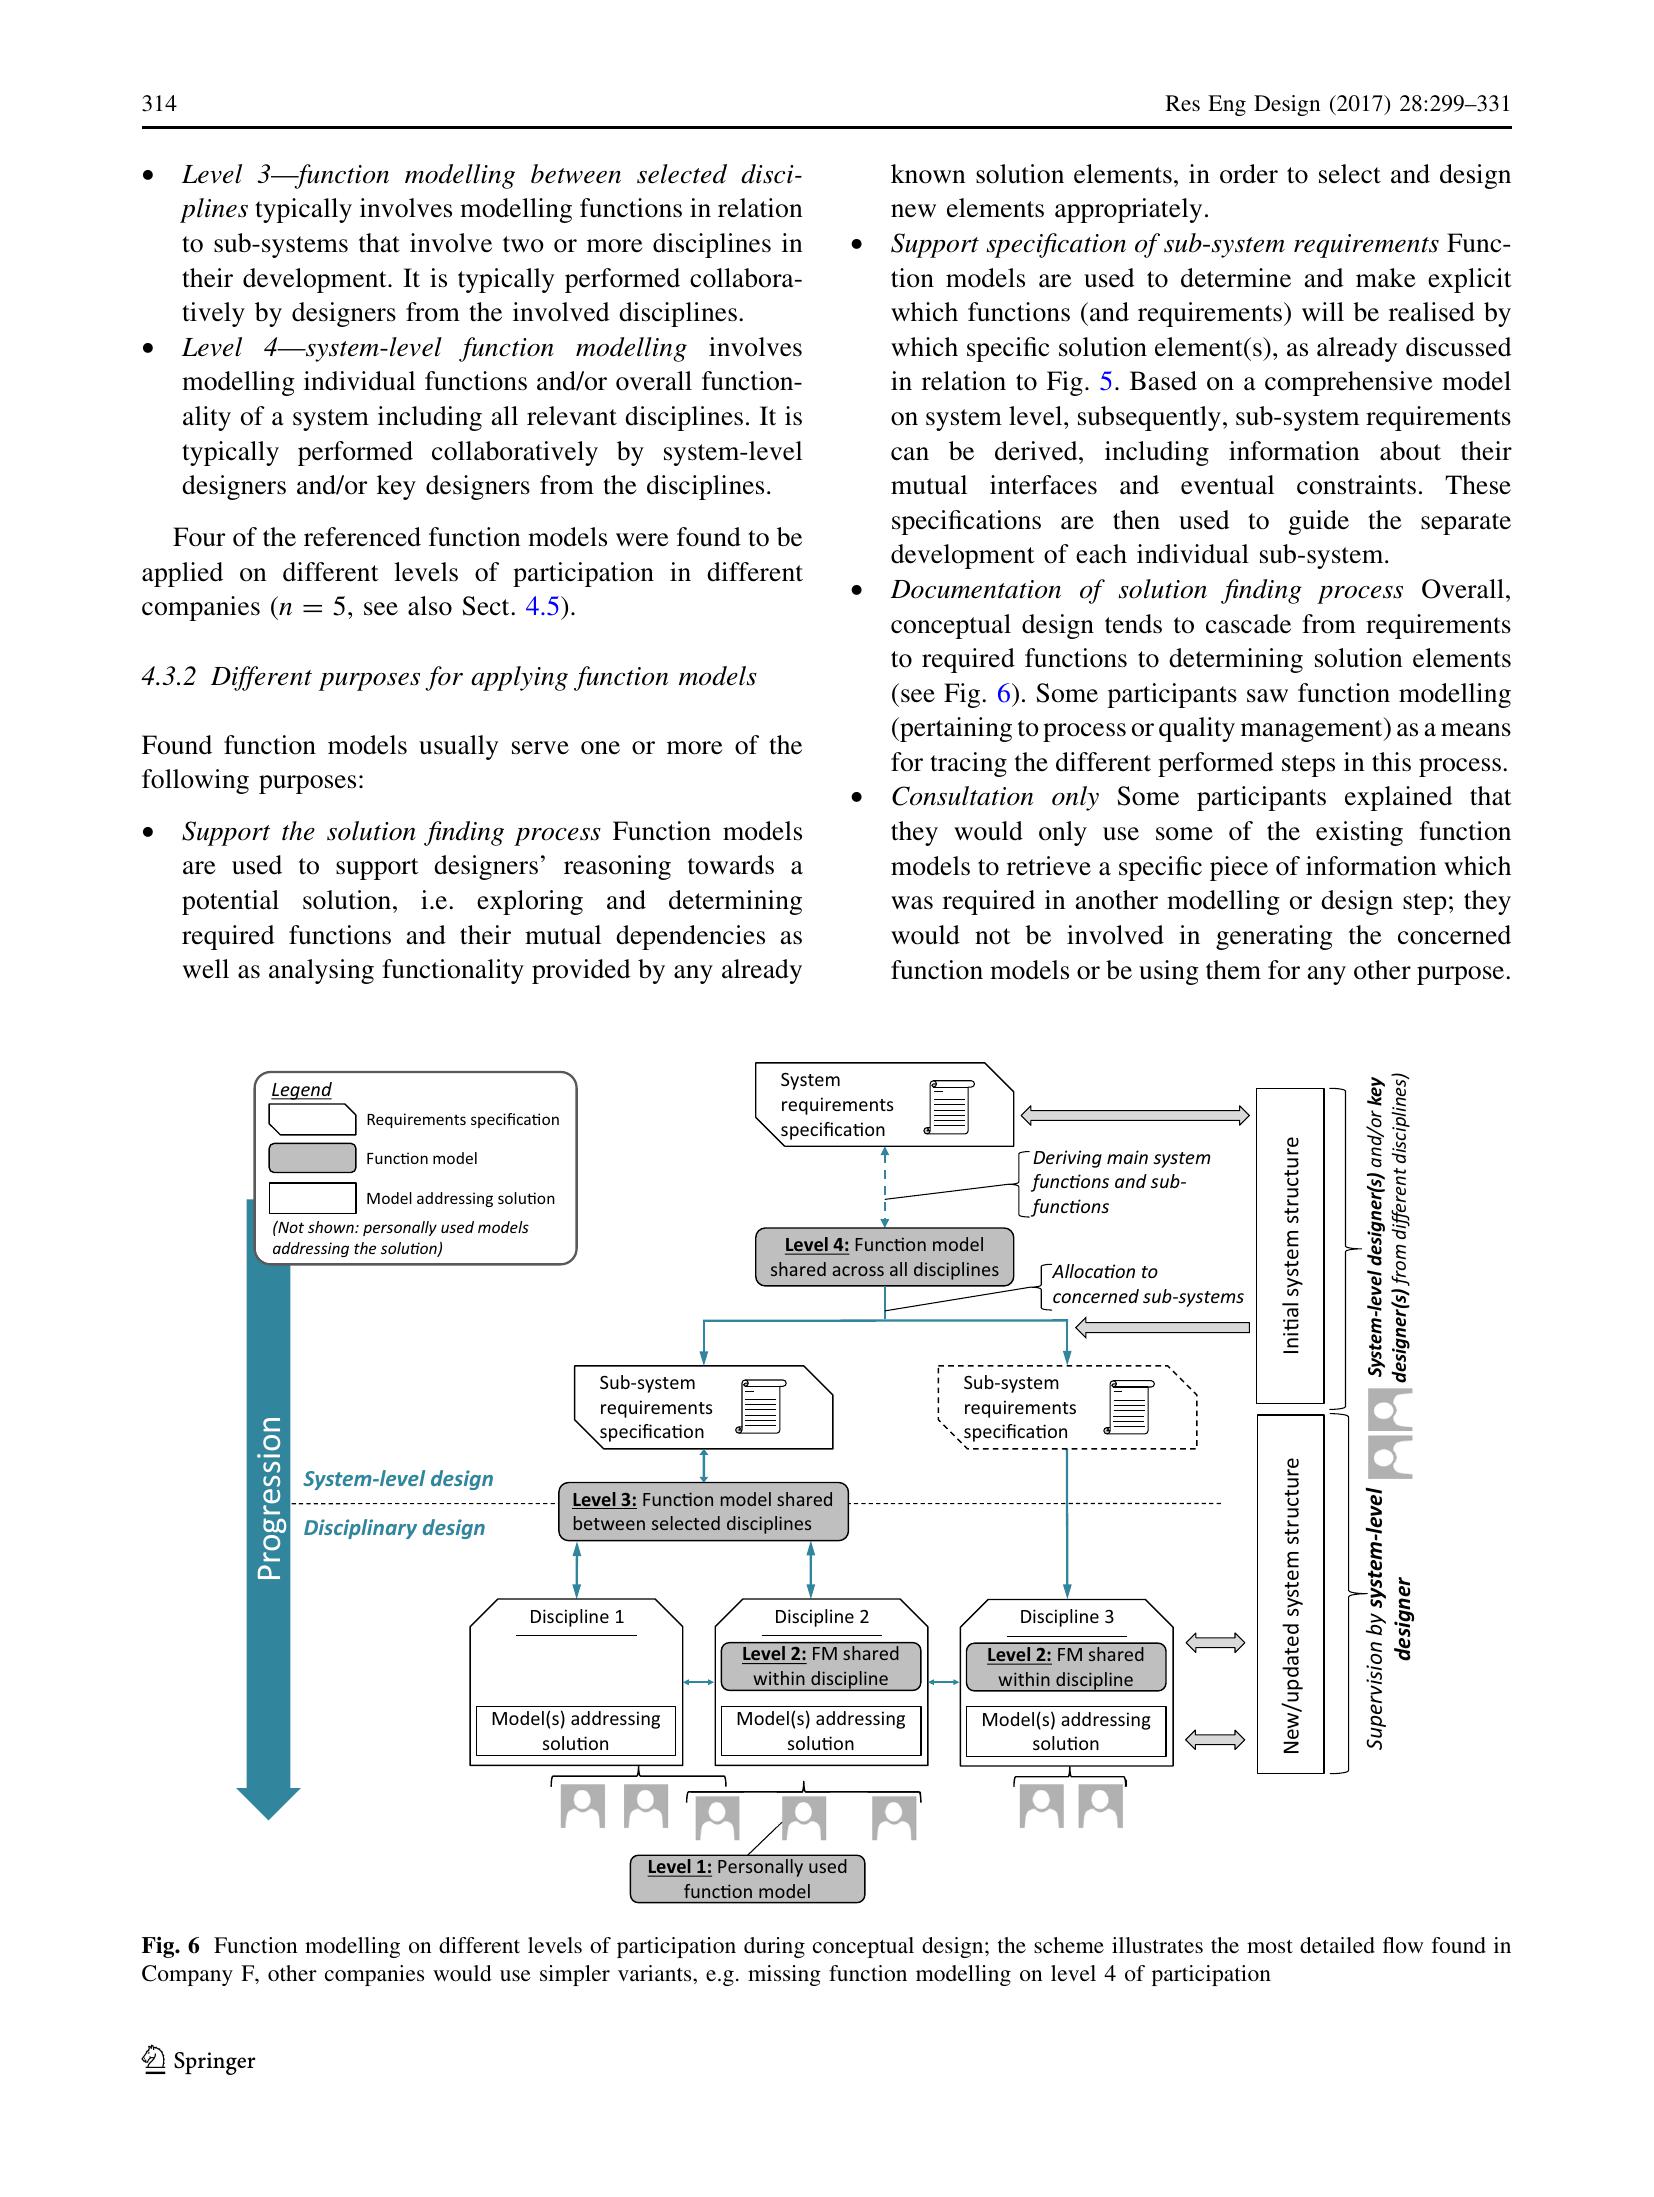 314
Res Eng Design (2017) 28:299–331
• Level 3—function modelling between selected disci-
plines typically involves modelling functions in relation
to sub-systems that involve two or more disciplines in
their development. It is typically performed collabora-
tively by designers from the involved disciplines.
• Level 4—system-level function modelling involves
modelling individual functions and/or overall function-
ality of a system including all relevant disciplines. It is
typically performed collaboratively by system-level
designers and/or key designers from the disciplines.
Four of the referenced function models were found to be
applied on different levels of participation in different
companies (n = 5, see also Sect. 4.5).
4.3.2 Different purposes for applying function models
Found function models usually serve one or more of the
following purposes:
• Support the solution finding process Function models
are used to support designers’ reasoning towards a
potential solution, i.e. exploring and determining
required functions and their mutual dependencies as
well as analysing functionality provided by any already
known solution elements, in order to select and design
new elements appropriately.
• Support specification of sub-system requirements Func-
tion models are used to determine and make explicit
which functions (and requirements) will be realised by
which specific solution element(s), as already discussed
in relation to Fig. 5. Based on a comprehensive model
on system level, subsequently, sub-system requirements
can be derived, including information about their
mutual interfaces and eventual constraints. These
specifications are then used to guide the separate
development of each individual sub-system.
• Documentation of solution finding process Overall,
conceptual design tends to cascade from requirements
to required functions to determining solution elements
(see Fig. 6). Some participants saw function modelling
(pertaining to process or quality management) as a means
for tracing the different performed steps in this process.
• Consultation only Some participants explained that
they would only use some of the existing function
models to retrieve a specific piece of information which
was required in another modelling or design step; they
would not be involved in generating the concerned
function models or be using them for any other purpose.
Legend
Requirements specification
Function model
Model addressing solution
(Not shown: personally used models
addressing the solution)
Progression
System
requirements
specification
Deriving main system
functions and sub-
functions
Level 4: Function model
shared across all disciplines
Allocation to
concerned sub-systems
Sub-system
requirements
specification
Sub-system
requirements
specification
System-level design
Disciplinary design
Level 3: Function model shared
between selected disciplines
Discipline 1
Model(s) addressing
solution
Discipline 2
Level 2: FM shared
within discipline
Model(s) addressing
solution
Discipline 3
Level 2: FM shared
within discipline
Model(s) addressing
solution
Level 1: Personally used
function model
Initial system structure
New/updated system structure
System-level designer(s) and/or key
designer(s) from different disciplines)
Supervision by system-level
designer
Fig. 6 Function modelling on different levels of participation during conceptual design; the scheme illustrates the most detailed flow found in
Company F, other companies would use simpler variants, e.g. missing function modelling on level 4 of participation
Springer